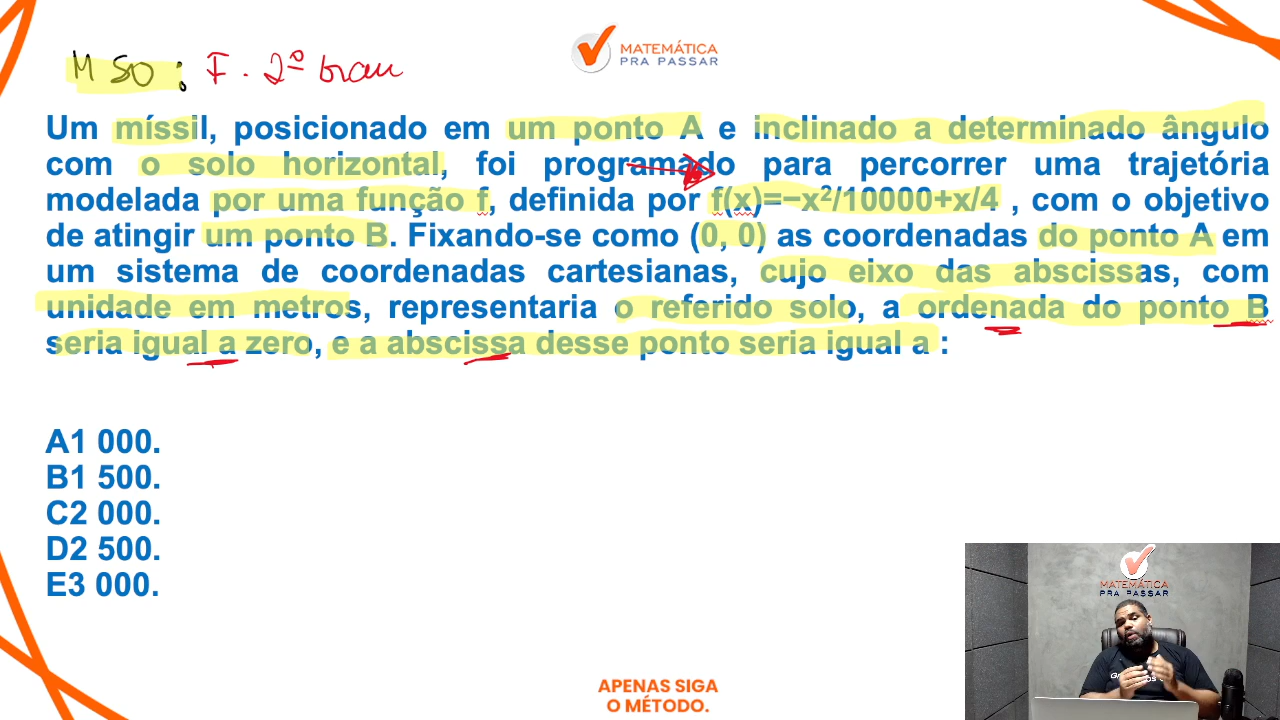 MATEMÁTICA
PRA PASSAR
M SO : F. 2º Grau
Um míssil, posicionado em um ponto A e inclinado a determinado ângulo
com o solo horizontal, foi programado para percorrer uma trajetória
modelada por uma função f, definida por f(x)=−x²/10000+x/4 , com o objetivo
de atingir um ponto B. Fixando-se como (0, 0) as coordenadas do ponto A em
um sistema de coordenadas cartesianas, cujo eixo das abscissas, com
unidade em metros, representaria o referido solo, a ordenada do ponto B
seria igual a zero, e a abscissa desse ponto seria igual a :
A1 000.
B1 500.
C2 000.
D2 500.
E3 000.
MATEMÁTICA
PRA PASSAR
APENAS SIGA
O MÉTODO.